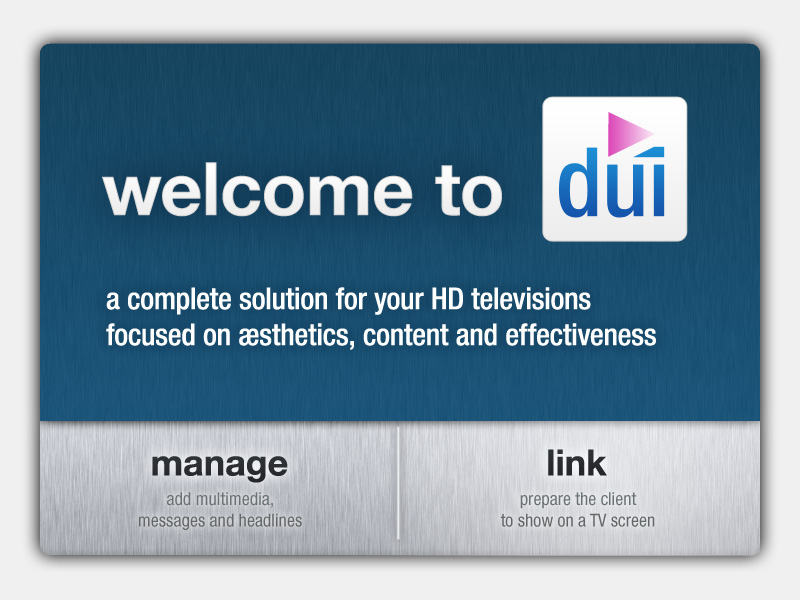 welcome to
duí
a complete solution for your HD televisions
focused on æsthetics, content and effectiveness
manage
add multimedia,
messages and headlines
link
prepare the client
to show on a TV screen